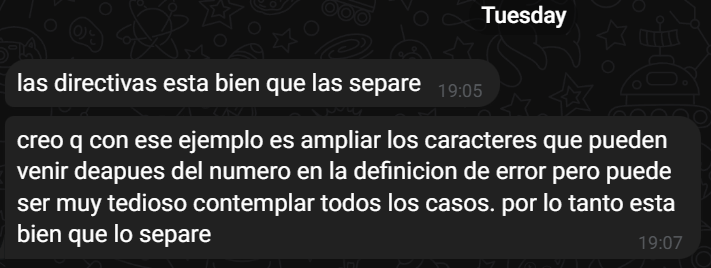 Tuesday
las directivas esta bien que las separe 19:05
creo q con ese ejemplo es ampliar los caracteres que pueden
venir deapues del numero en la definicion de error pero puede
ser muy tedioso contemplar todos los casos. por lo tanto esta
bien que lo separe 19:07